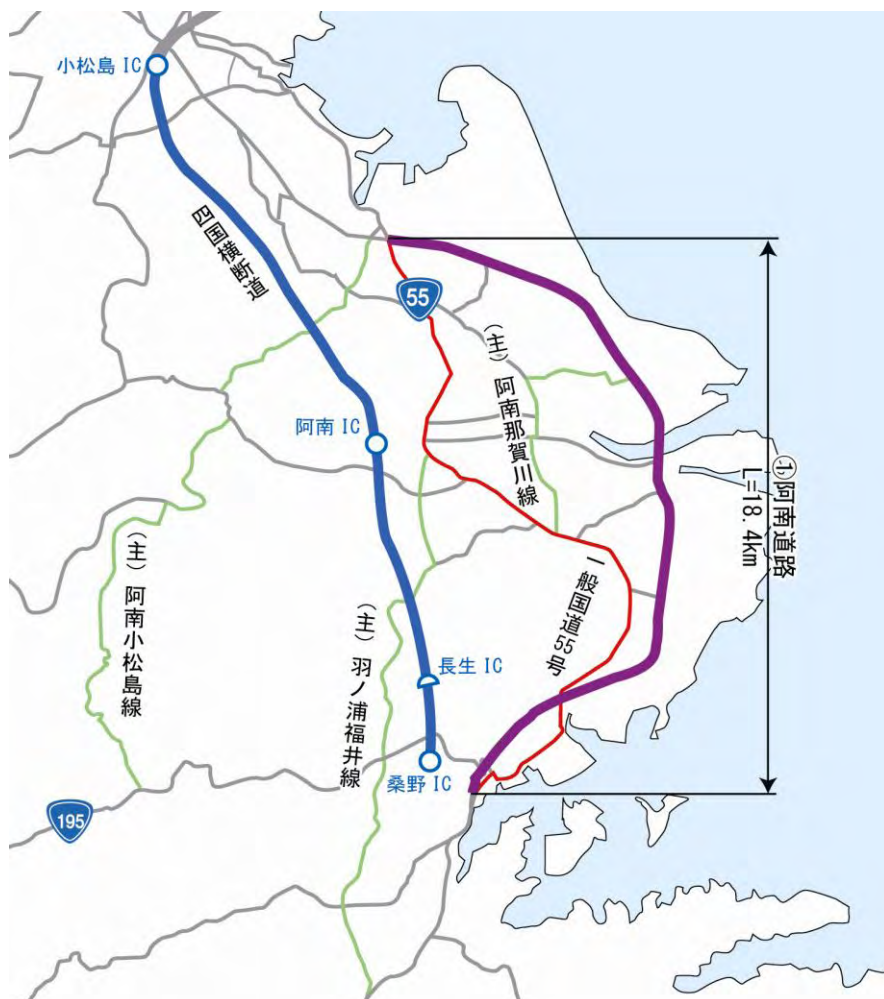 小松島 IC
四国横断道
55
(主) 阿南那賀川線
阿南 IC
①阿南道路
L=18.4km
(主) 阿南小松島線
一般国道55号
(主) 羽ノ浦福井線
長生 IC
桑野 IC
195